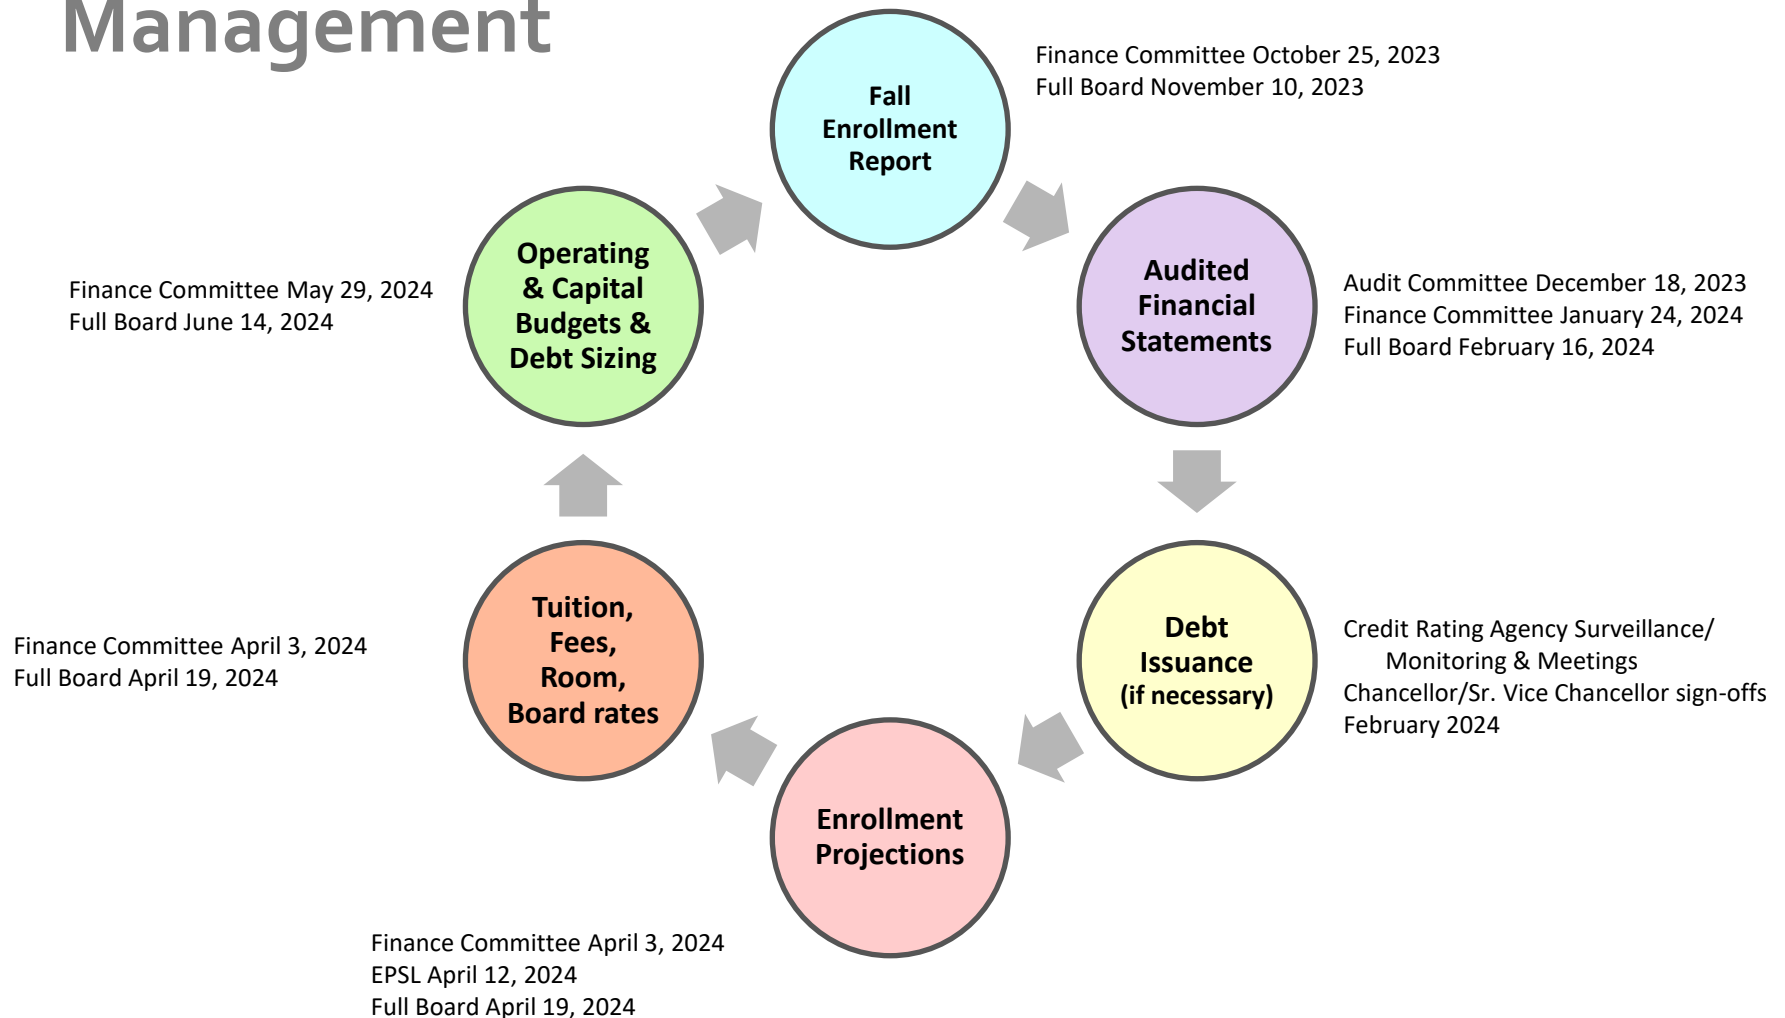 Management
Fall
Enrollment
Report
Finance Committee October 25, 2023
Full Board November 10, 2023
Audited
Financial
Statements
Audit Committee December 18, 2023
Finance Committee January 24, 2024
Full Board February 16, 2024
Debt
Issuance
(if necessary)
Credit Rating Agency Surveillance/
Monitoring & Meetings
Chancellor/Sr. Vice Chancellor sign-offs
February 2024
Enrollment
Projections
Finance Committee April 3, 2024
EPSL April 12, 2024
Full Board April 19, 2024
Tuition,
Fees,
Room,
Board rates
Finance Committee April 3, 2024
Full Board April 19, 2024
Operating
& Capital
Budgets &
Debt Sizing
Finance Committee May 29, 2024
Full Board June 14, 2024